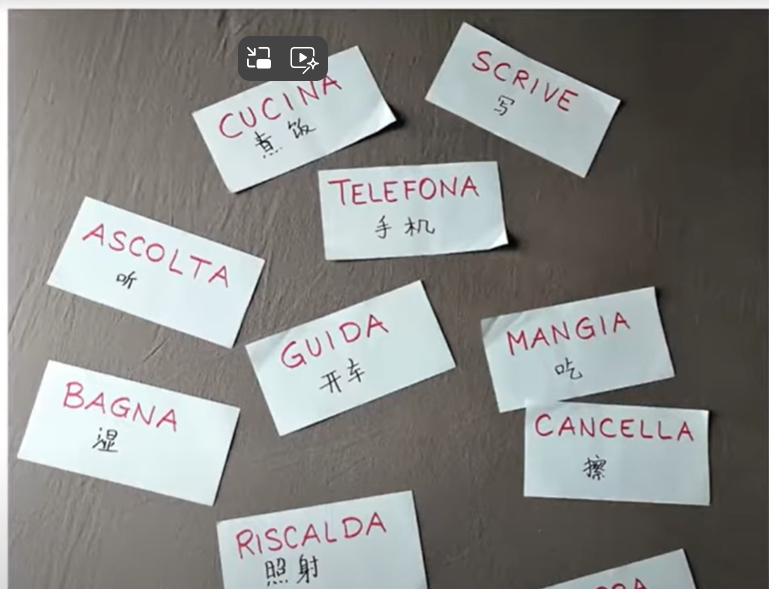 CUCINA
煮饭
SCRIVE
写
TELEFONA
手机
ASCOLTA
听
GUIDA
开车
MANGIA
吃
BAGNA
湿
CANCELLA
擦
RISCALDA
照射